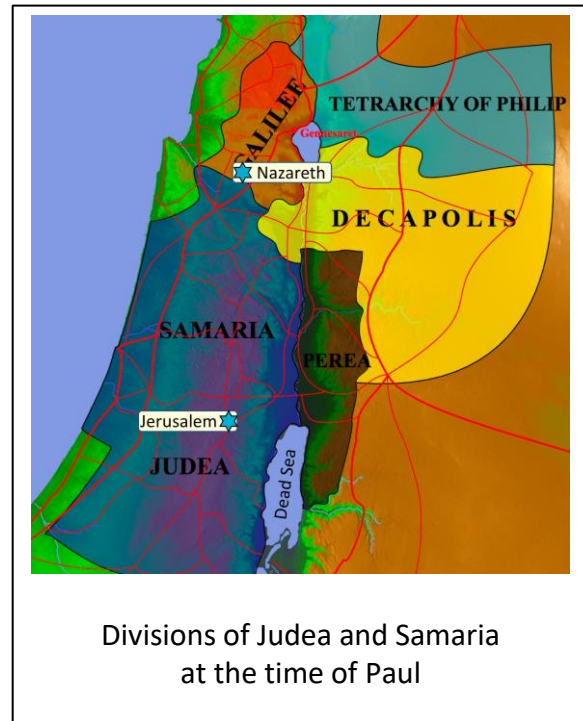 TETRARCHY OF PHILIP
GALILEE
Gennesaret
Nazareth
DECAPOLIS
SAMARIA
PEREA
Jerusalem
JUDEA
Dead Sea
Divisions of Judea and Samaria
at the time of Paul